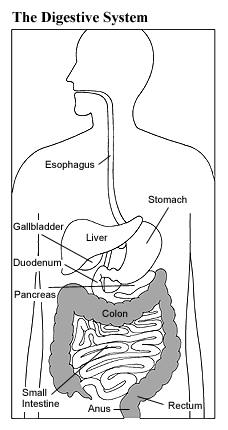 The Digestive System
Esophagus
Stomach
Gallbladder
Liver
Duodenum
Pancreas
Colon
Small
Intestine
Anus
Rectum